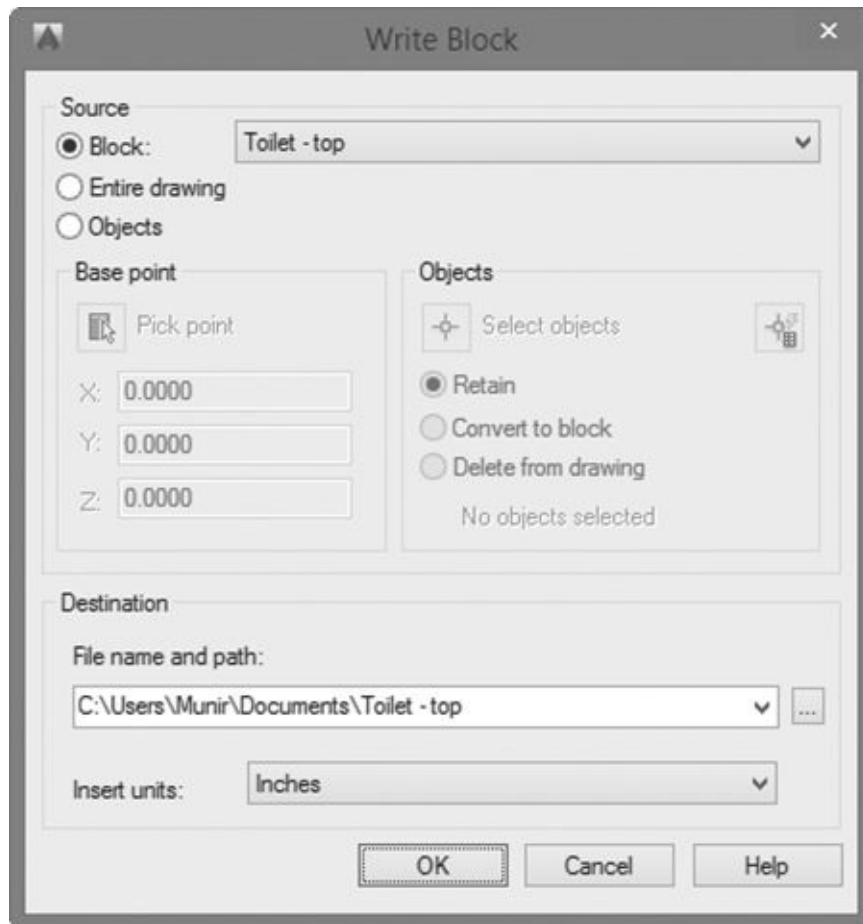 Write Block
Source
Block:
Toilet - top
Entire drawing
Objects
Base point
Pick point
X: 0.0000
Y: 0.0000
Z: 0.0000
Objects
Select objects
Retain
Convert to block
Delete from drawing
No objects selected
Destination
File name and path:
C:\Users\Munir\Documents\Toilet - top
...
Insert units: Inches
OK Cancel Help